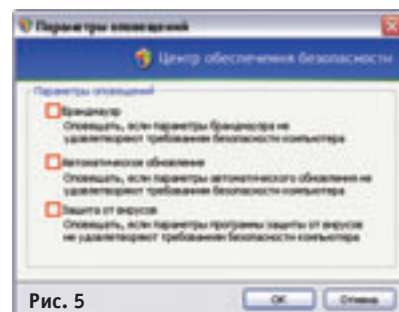 Параметры оповещений
Центр обеспечения безопасности
Параметры оповещений
Брандмауэр
Оповещать, если параметры брандмауэра не
удовлетворяют требованиям безопасности компьютера
Автоматическое обновление
Оповещать, если параметры автоматического обновления не
удовлетворяют требованиям безопасности компьютера
Защита от вирусов
Оповещать, если параметры программы защиты от вирусов
не удовлетворяют требованиям безопасности компьютера
Рис. 5
ОК
Отмена